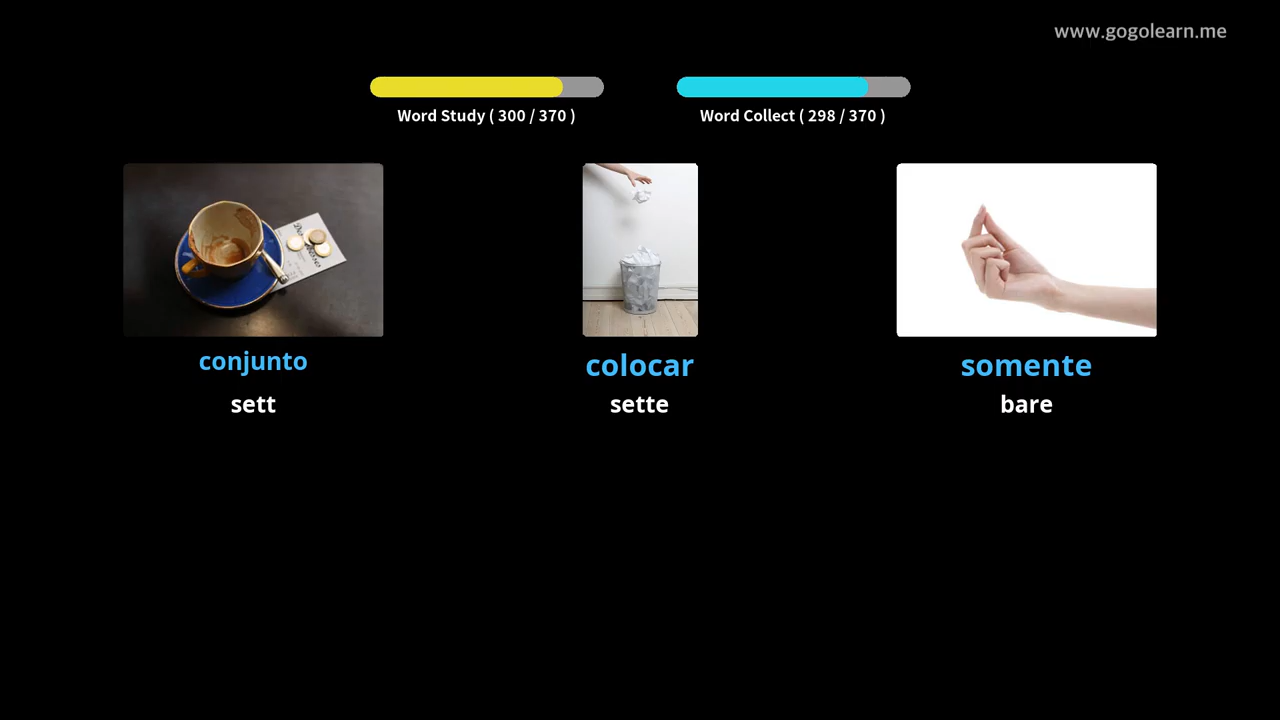 www.gogolearn.me
Word Study ( 300 / 370 )
Word Collect ( 298 / 370 )
conjunto
colocar
somente
sett
sette
bare